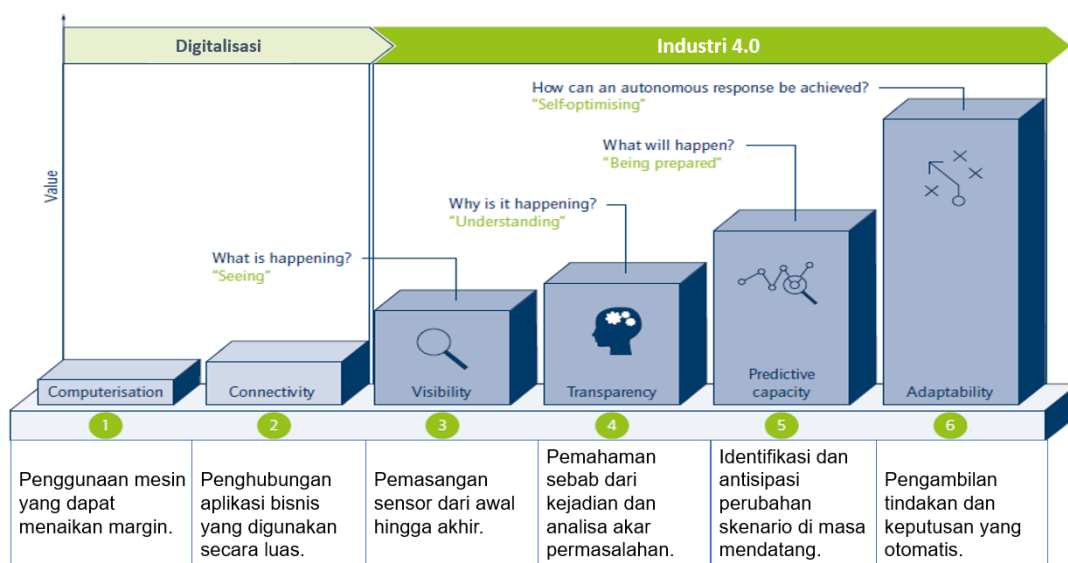 Digitalisasi
Industri 4.0
Value
How can an autonomous response be achieved?
"Self-optimising"
What will happen?
"Being prepared"
Why is it happening?
"Understanding"
What is happening?
"Seeing"
Computerisation
Connectivity
Visibility
Transparency
Predictive
capacity
Adaptability
1
2
3
4
5
6
Penggunaan mesin
yang dapat
menaikan margin.
Penghubungan
aplikasi bisnis
yang digunakan
secara luas.
Pemasangan
sensor dari awal
hingga akhir.
Pemahaman
sebab dari
kejadian dan
analisa akar
permasalahan.
Identifikasi dan
antisipasi
perubahan
skenario di masa
mendatang.
Pengambilan
tindakan dan
keputusan yang
otomatis.